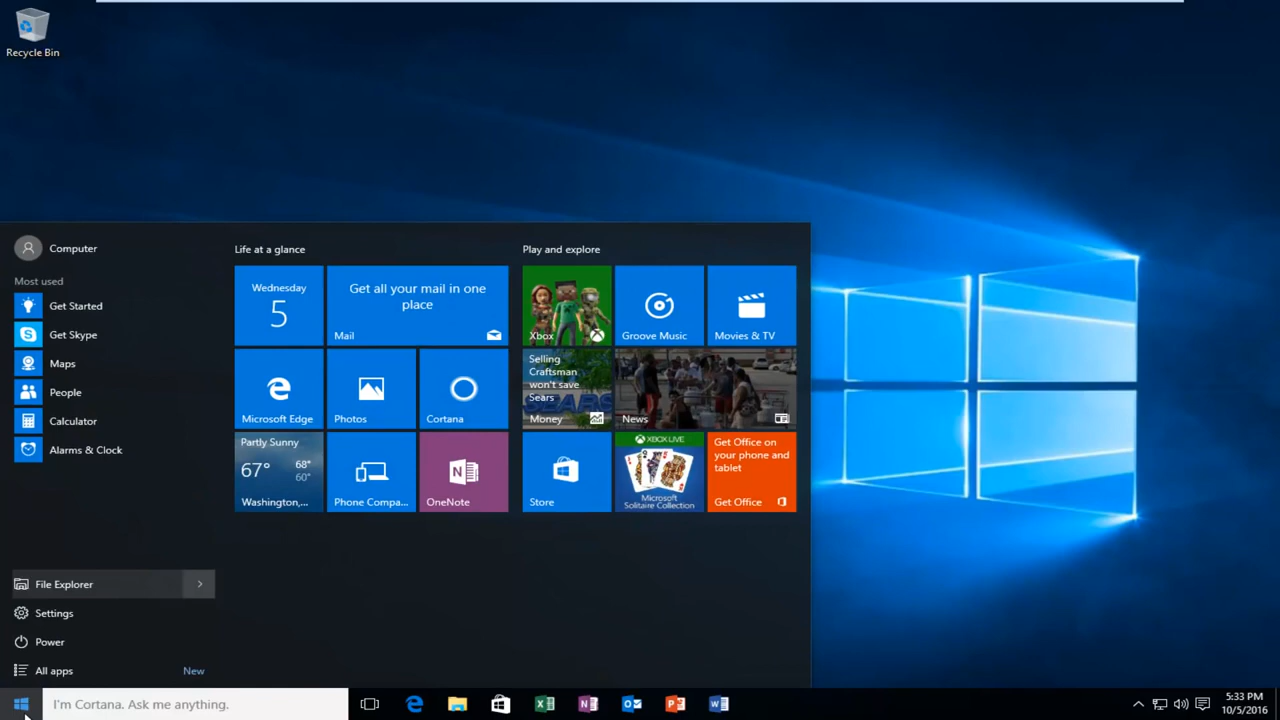 Recycle Bin
Computer
Most used
Get Started
Get Skype
Maps
People
Calculator
Alarms & Clock
File Explorer
Settings
Power
All apps
New
Life at a glance
Wednesday
5
Get all your mail in one
place
Mail
Microsoft Edge
Photos
Cortana
Partly Sunny
67°
68°
60°
Washington,...
Phone Compa...
OneNote
Play and explore
Xbox
Groove Music
Movies & TV
Selling
Craftsman
won't save
Sears
SEARS
Money
News
Store
XBOX LIVE
Microsoft
Solitaire Collection
Get Office on
your phone and
tablet
Get Office
I'm Cortana. Ask me anything.
5:33 PM
10/5/2016